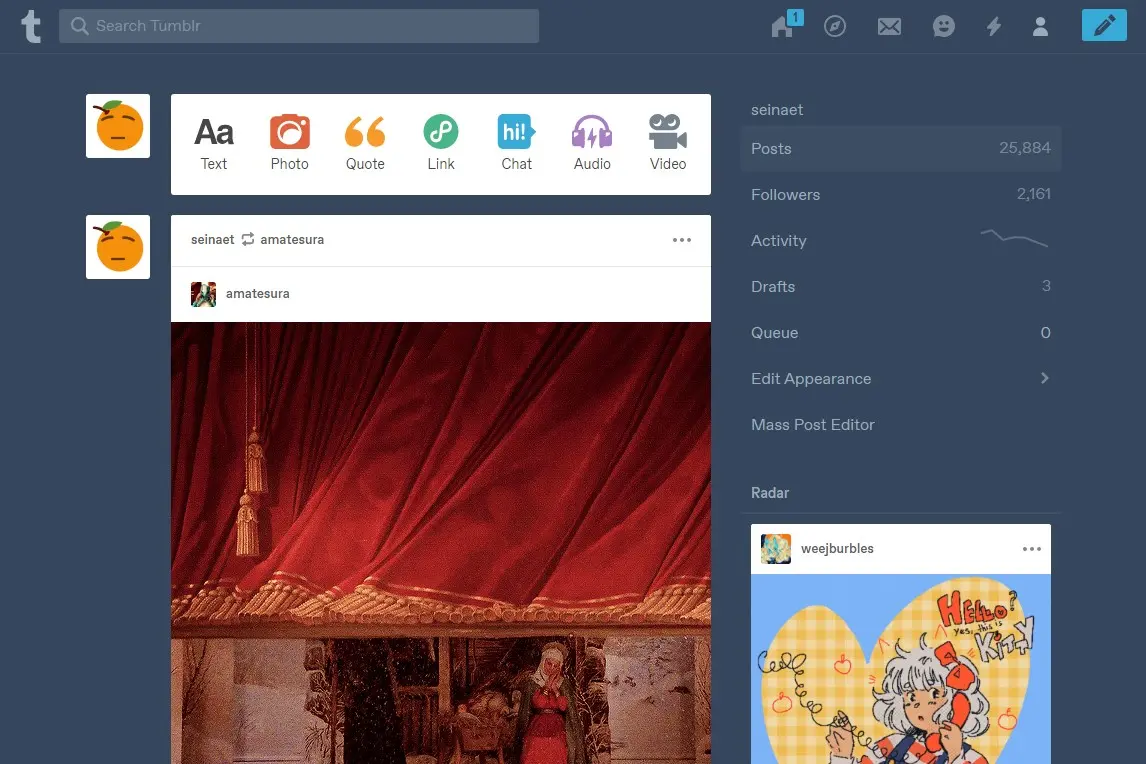 t Search Tumblr 1
Aa "hi!"
Text Photo Quote Link Chat Audio Video
seinaet amatesura
amatesura
seinaet
Posts 25,884
Followers 2,161
Activity
Drafts 3
Queue 0
Edit Appearance
Mass Post Editor
Radar
weejburbles
HELLO?
yes, this is
KITTY